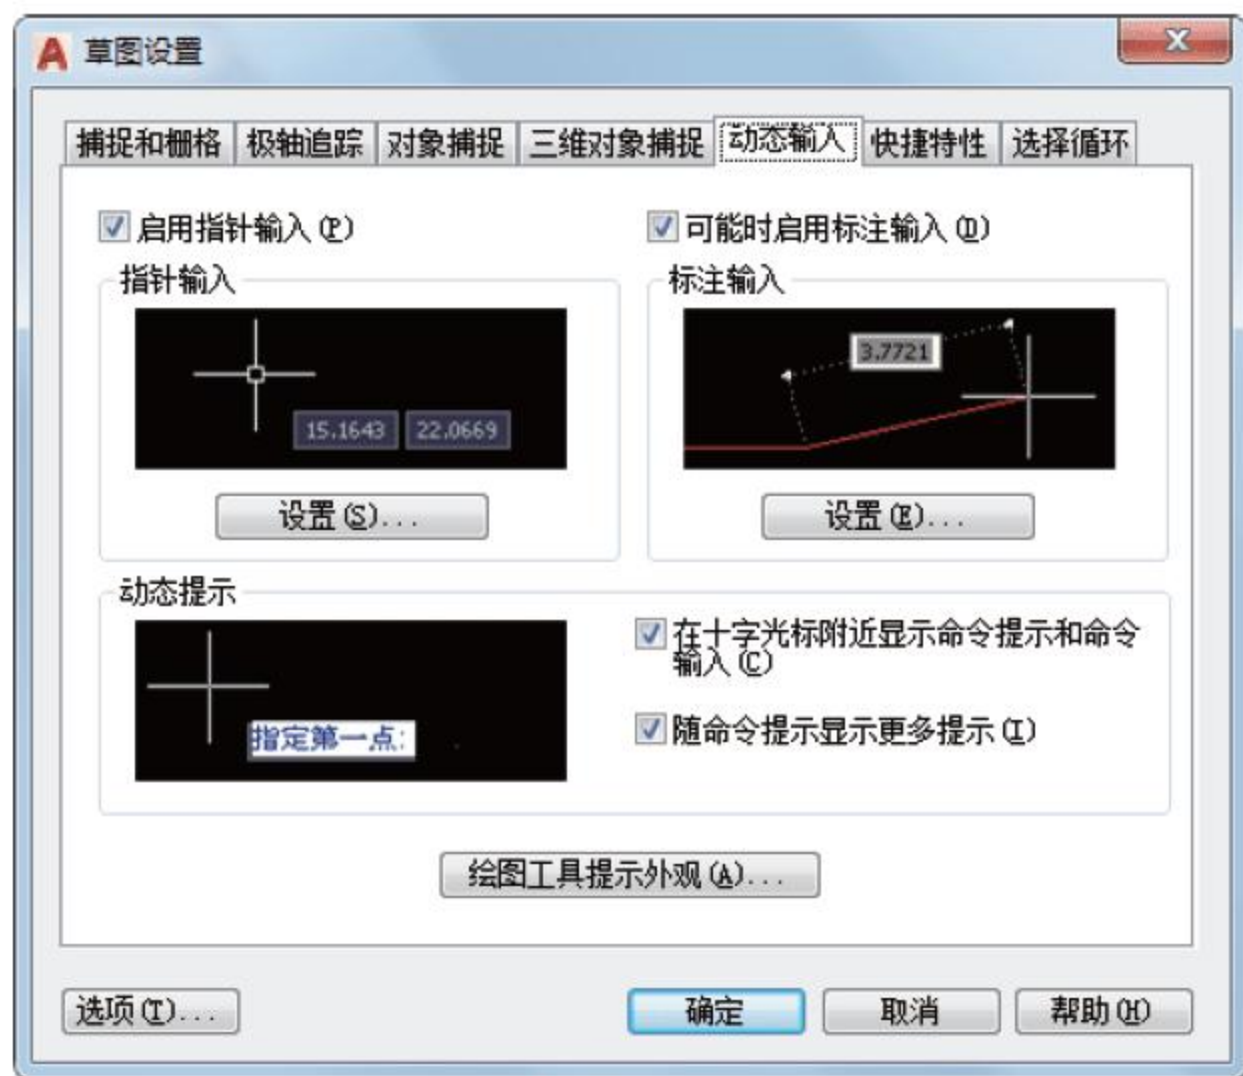 草图设置
捕捉和栅格 极轴追踪 对象捕捉 三维对象捕捉 动态输入 快捷特性 选择循环
启用指针输入(P)
可能时启用标注输入(D)
指针输入
标注输入
15.1643 22.0669
3.7721
设置(S)...
设置(E)...
动态提示
指定第一点:
在十字光标附近显示命令提示和命令
输入(C)
随命令提示显示更多提示(I)
绘图工具提示外观(A)...
选项(T)...
确定
取消
帮助(H)